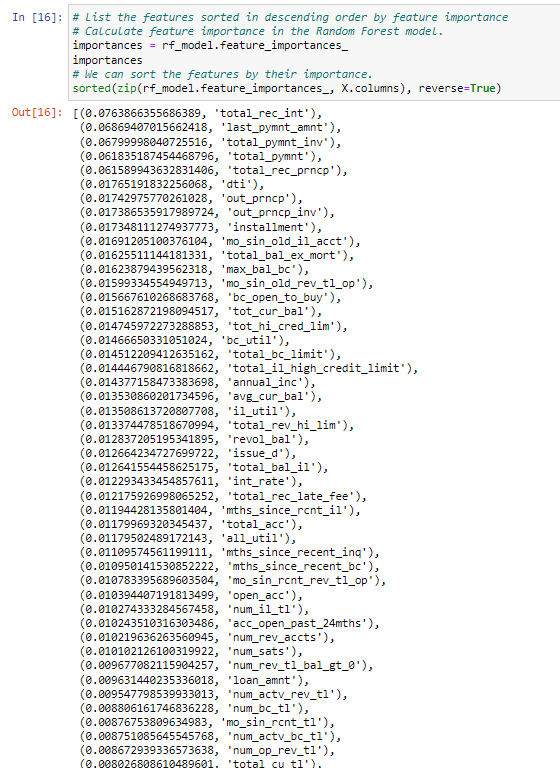 In [16]: # List the features sorted in descending order by feature importance
# Calculate feature importance in the Random Forest model.
importances = rf_model.feature_importances_
importances
# We can sort the features by their importance.
sorted(zip(rf_model.feature_importances_, X.columns), reverse=True)
Out[16]: [(0.0763866355686389, 'total_rec_int'),
(0.06869407015662418, 'last_pymnt_amnt'),
(0.06799998040725516, 'total_pymnt_inv'),
(0.061835187454468796, 'total_pymnt'),
(0.061589943632831406, 'total_rec_prncp'),
(0.01765191832256068, 'dti'),
(0.01742975770261028, 'out_prncp'),
(0.017386535917989724, 'out_prncp_inv'),
(0.017348111274937773, 'installment'),
(0.01691205100376104, 'mo_sin_old_il_acct'),
(0.01625511144181331, 'total_bal_ex_mort'),
(0.01623879439562318, 'max_bal_bc'),
(0.01599334554949713, 'mo_sin_old_rev_tl_op'),
(0.015667610268683768, 'bc_open_to_buy'),
(0.015162872198094517, 'tot_cur_bal'),
(0.014745972273288853, 'tot_hi_cred_lim'),
(0.01466650331051024, 'bc_util'),
(0.014512209412635162, 'total_bc_limit'),
(0.014446790816818662, 'total_il_high_credit_limit'),
(0.014377158473383698, 'annual_inc'),
(0.013530860201734596, 'avg_cur_bal'),
(0.013508613720807708, 'il_util'),
(0.013374478518670994, 'total_rev_hi_lim'),
(0.012837205195341895, 'revol_bal'),
(0.012664234727699722, 'issue_d'),
(0.012641554458625175, 'total_bal_il'),
(0.012293433454857611, 'int_rate'),
(0.012175926998065252, 'total_rec_late_fee'),
(0.01194428135801404, 'mths_since_rcnt_il'),
(0.01179969320345437, 'total_acc'),
(0.01179502489172143, 'all_util'),
(0.01109574561199111, 'mths_since_recent_inq'),
(0.010950141530852222, 'mths_since_recent_bc'),
(0.010783395689603504, 'mo_sin_rcnt_rev_tl_op'),
(0.010394407191813499, 'open_acc'),
(0.010274333284567458, 'num_il_tl'),
(0.010243510316303486, 'acc_open_past_24mths'),
(0.010219636263560945, 'num_rev_accts'),
(0.010102126100319922, 'num_sats'),
(0.009677082115904257, 'num_rev_tl_bal_gt_0'),
(0.009631440235336018, 'loan_amnt'),
(0.009547798539933013, 'num_actv_rev_tl'),
(0.008806161746836228, 'num_bc_tl'),
(0.00876753809634983, 'mo_sin_rcnt_tl'),
(0.008751085645545768, 'num_actv_bc_tl'),
(0.008672939336573638, 'num_op_rev_tl'),
(0.008026808610489601, 'total_cu_tl'),